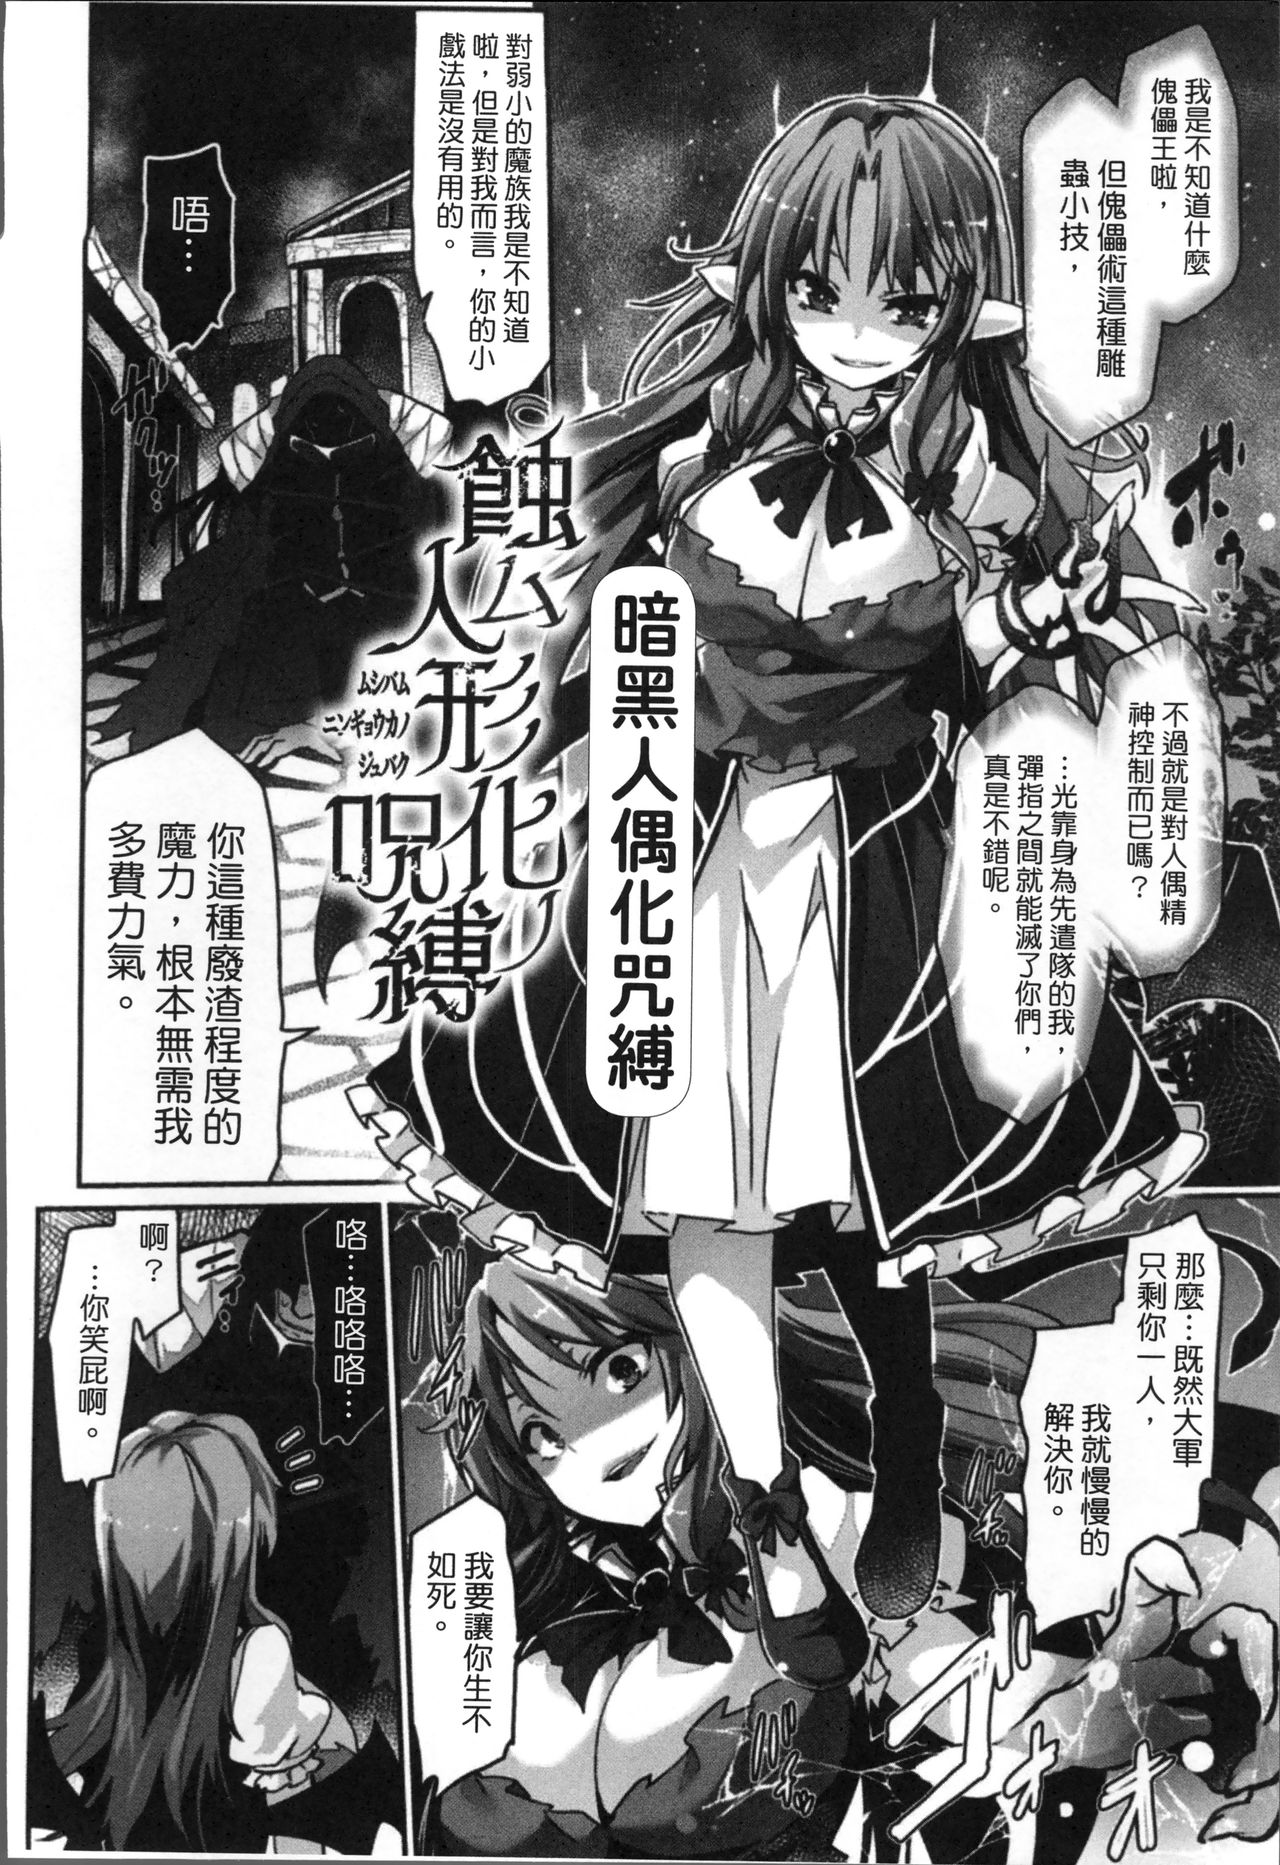 我是不知道什麼
傀儡王啦，
但傀儡術這種雕
蟲小技，
不過就是對人偶精
神控制而已嗎？
…光靠身為先遣隊的我，
彈指之間就能滅了你們，
真是不錯呢。
對弱小的魔族我是不知道
啦，但是對我而言，你的小
戲法是沒有用的。
唔…
蝕ム
人形化ノ
呪縛
ムシバム
ニンギョウカノ
ジュバク
暗黑人偶化咒縛
你這種廢渣程度的
魔力，根本無需我
多費力氣。
那麼…既然大軍
只剩你一人，
我就慢慢的
解決你。
我要讓你生不
如死。
咯…咯咯咯…
啊？
…你笑屁啊。